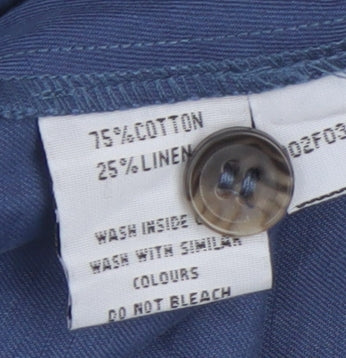 75%COTTON
25%LINEN
WASH INSIDE
WASH WITH SIMILAR
COLOURS
DO NOT BLEACH
02F03